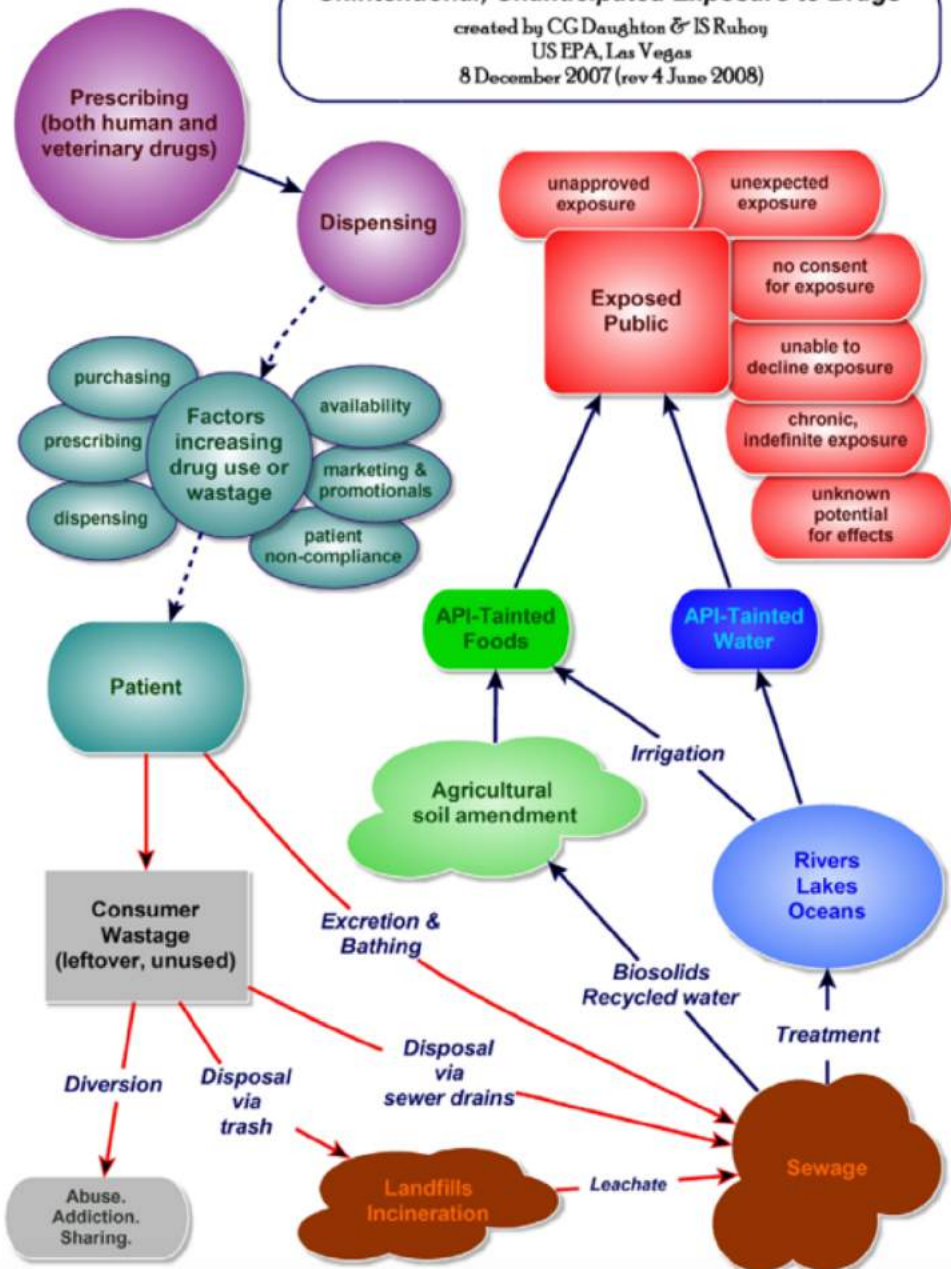 created by CG Daughton & IS Ruhoy
US EPA, Las Vegas
8 December 2007 (rev 4 June 2008)
Prescribing
(both human and
veterinary drugs)
Dispensing
unapproved
exposure
unexpected
exposure
Exposed
Public
no consent
for exposure
unable to
decline exposure
chronic,
indefinite exposure
unknown
potential
for effects
purchasing
prescribing
dispensing
Factors
increasing
drug use or
wastage
availability
marketing &
promotionals
patient
non-compliance
API-Tainted
Foods
API-Tainted
Water
Patient
Irrigation
Agricultural
soil amendment
Rivers
Lakes
Oceans
Consumer
Wastage
(leftover, unused)
Excretion &
Bathing
Biosolids
Recycled water
Treatment
Diversion
Disposal
via
trash
Disposal
via
sewer drains
Abuse.
Addiction.
Sharing.
Landfills
Incineration
Leachate
Sewage